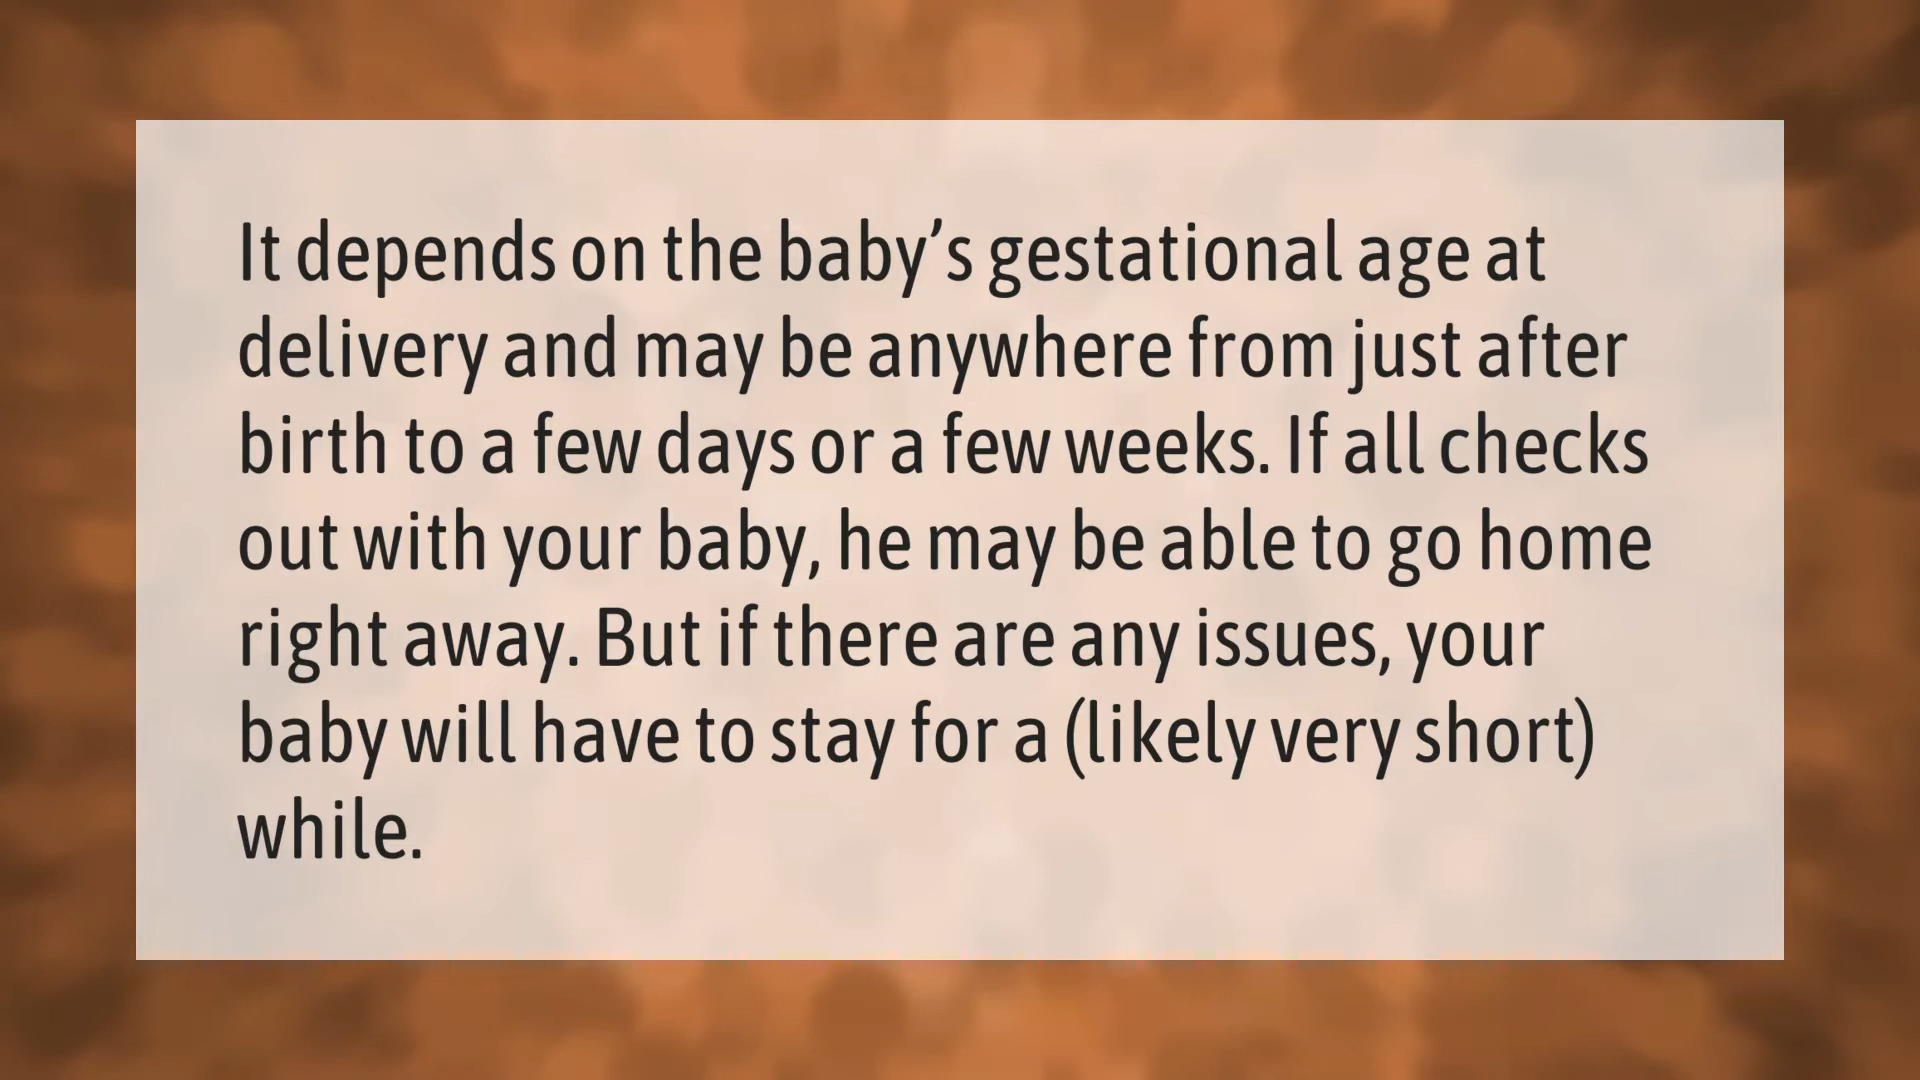 It depends on the baby’s gestational age at
delivery and may be anywhere from just after
birth to a few days or a few weeks. If all checks
out with your baby, he may be able to go home
right away. But if there are any issues, your
baby will have to stay for a (likely very short)
while.